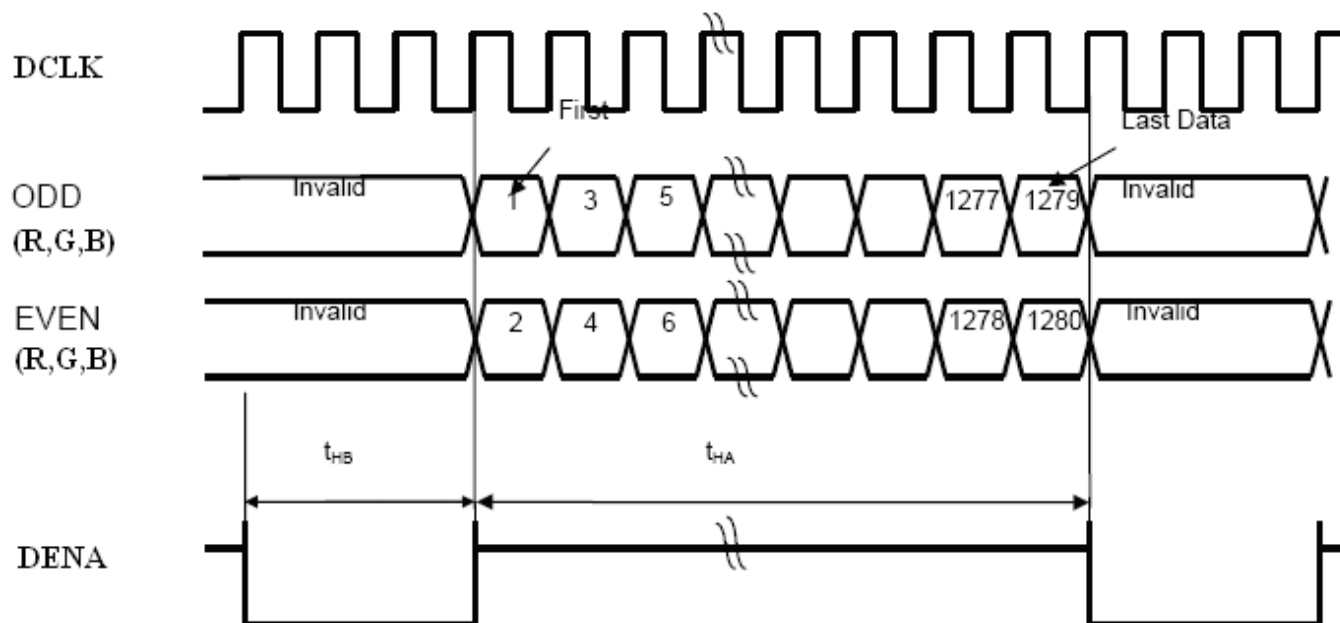 DCLK
First
Last Data
ODD
(R,G,B)
Invalid
1
3
5
1277
1279
Invalid
EVEN
(R,G,B)
Invalid
2
4
6
1278
1280
Invalid
tHB
tHA
DENA